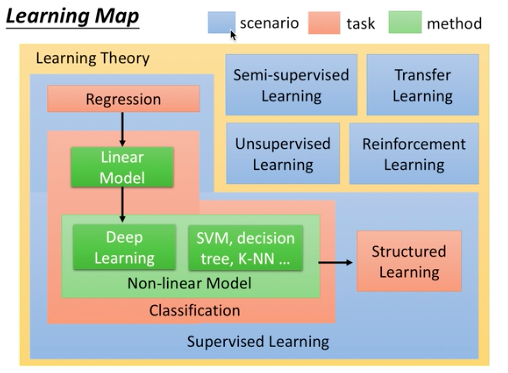 Learning Map
scenario
task
method
Learning Theory
Semi-supervised
Learning
Transfer
Learning
Unsupervised
Learning
Reinforcement
Learning
Regression
Linear
Model
Deep
Learning
SVM, decision
tree, K-NN ...
Non-linear Model
Classification
Structured
Learning
Supervised Learning